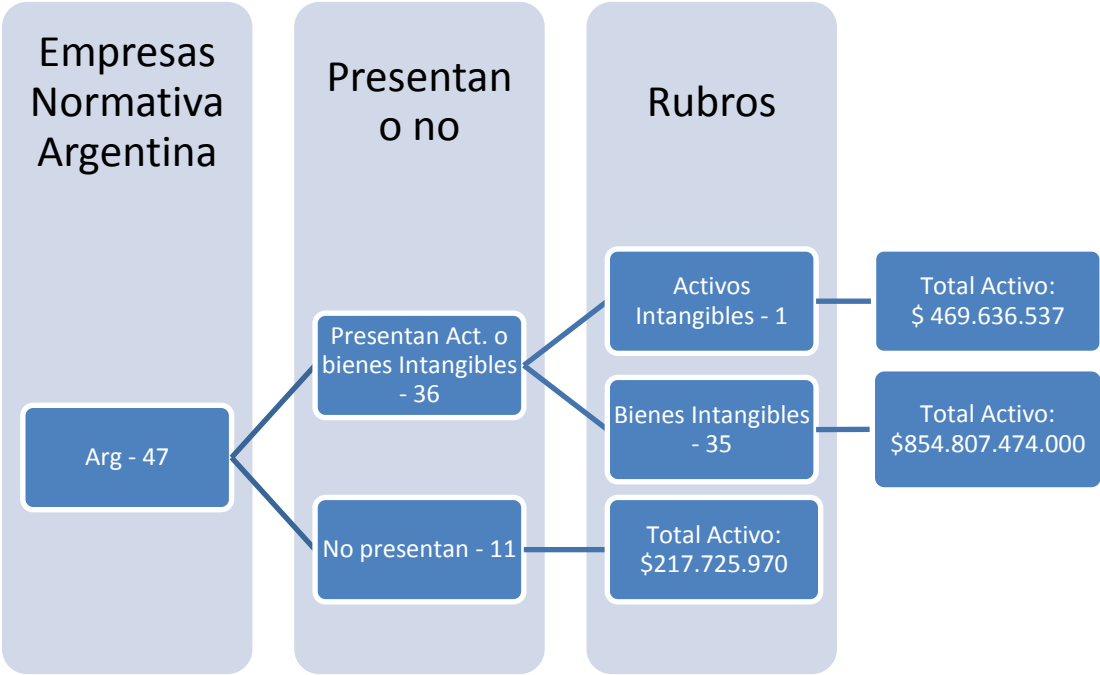 Empresas
Normativa
Argentina
Presentan
o no
Rubros
Arg - 47
Presentan Act. o
bienes Intangibles
- 36
No presentan - 11
Activos
Intangibles - 1
Bienes Intangibles
- 35
Total Activo:
$217.725.970
Total Activo:
$ 469.636.537
Total Activo:
$854.807.474.000